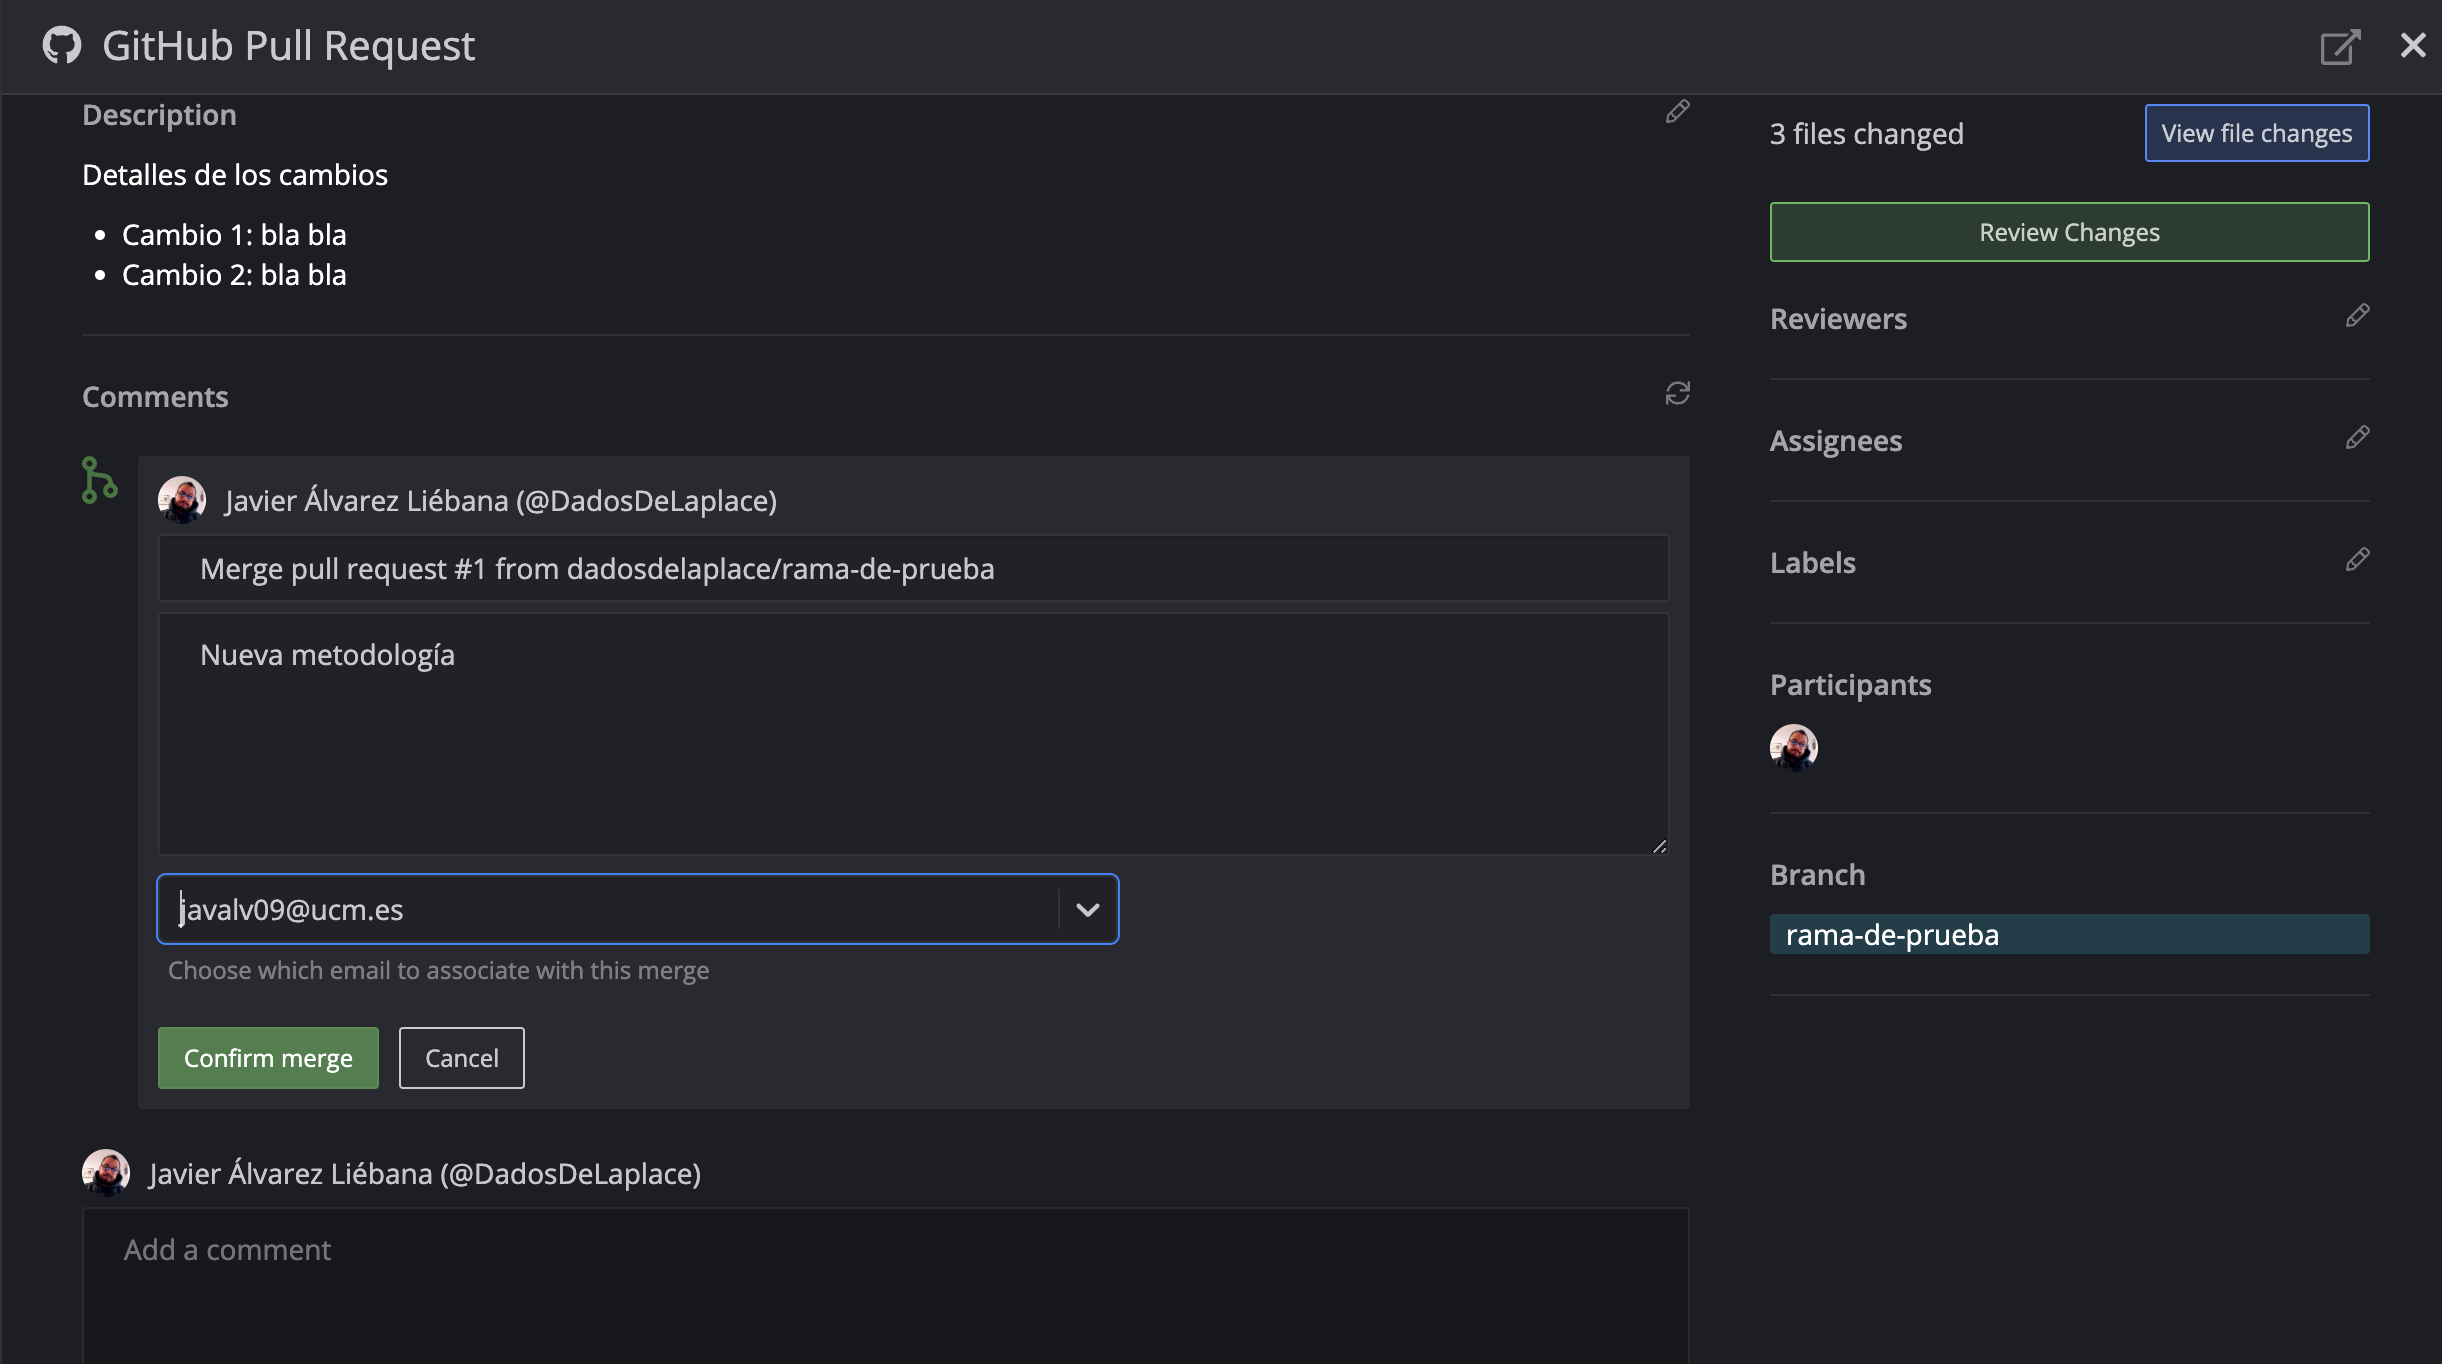 GitHub Pull Request
Description
Detalles de los cambios
• Cambio 1: bla bla
• Cambio 2: bla bla
Comments
Javier Álvarez Liébana (@DadosDeLaplace)
Merge pull request #1 from dadosdelaplace/rama-de-prueba
Nueva metodología
javalv09@ucm.es
Choose which email to associate with this merge
Confirm merge
Cancel
Javier Álvarez Liébana (@DadosDeLaplace)
Add a comment
3 files changed
View file changes
Review Changes
Reviewers
Assignees
Labels
Participants
Branch
rama-de-prueba